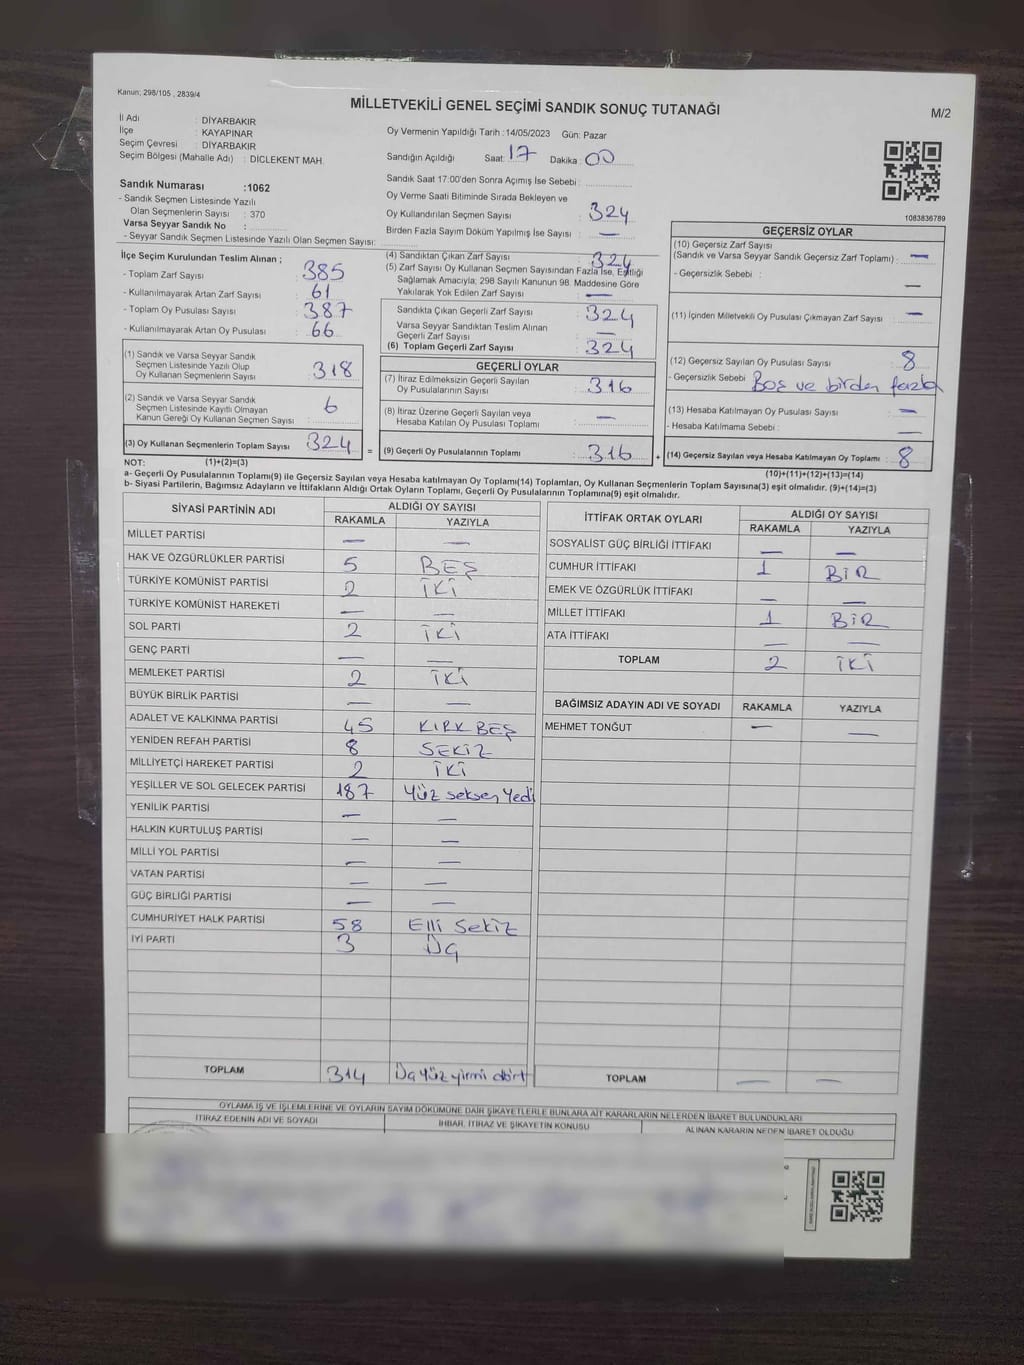 Kanun; 298/105 , 2839/4
MİLLETVEKİLİ GENEL SEÇİMİ SANDIK SONUÇ TUTANAĞI
M/2
İl Adı : DİYARBAKIR
İlçe : KAYAPINAR
Seçim Çevresi : DİYARBAKIR
Seçim Bölgesi (Mahalle Adı) : DİCLEKENT MAH.
Oy Vermenin Yapıldığı Tarih :14/05/2023 Gün: Pazar
Sandığın Açıldığı Saat: 17 Dakika : 00
Sandık Saat 17:00'den Sonra Açımış İse Sebebi :
Sandık Numarası :1062
- Sandık Seçmen Listesinde Yazılı
Olan Seçmenlerin Sayısı : 370
Varsa Seyyar Sandık No :
- Seyyar Sandık Seçmen Listesinde Yazılı Olan Seçmen Sayısı:
Oy Verme Saati Bitiminde Sırada Bekleyen ve
Oy Kullandırılan Seçmen Sayısı : 324
Birden Fazla Sayım Döküm Yapılmış İse Sayısı : —
1083836789
İlçe Seçim Kurulundan Teslim Alınan ;
- Toplam Zarf Sayısı : 385
- Kullanılmayarak Artan Zarf Sayısı : 61
- Toplam Oy Pusulası Sayısı : 387
- Kullanılmayarak Artan Oy Pusulası : 66
(1) Sandık ve Varsa Seyyar Sandık
Seçmen Listesinde Yazılı Olup
Oy Kullanan Seçmenlerin Sayısı : 318
(2) Sandık ve Varsa Seyyar Sandık
Seçmen Listesinde Kayıtlı Olmayan
Kanun Gereği Oy Kullanan Seçmen Sayısı : 6
(3) Oy Kullanan Seçmenlerin Toplam Sayısı : 324 =
(4) Sandıktan Çıkan Zarf Sayısı : 324
(5) Zarf Sayısı Oy Kullanan Seçmen Sayısından Fazla İse, Eşitliği
Sağlamak Amacıyla; 298 Sayılı Kanunun 98. Maddesine Göre
Yakılarak Yok Edilen Zarf Sayısı : —
Sandıkta Çıkan Geçerli Zarf Sayısı : 324
Varsa Seyyar Sandıktan Teslim Alınan
Geçerli Zarf Sayısı : —
(6) Toplam Geçerli Zarf Sayısı : 324
GEÇERLİ OYLAR
(7) İtiraz Edilmeksizin Geçerli Sayılan
Oy Pusulalarının Sayısı : 316
(8) İtiraz Üzerine Geçerli Sayılan veya
Hesaba Katılan Oy Pusulası Toplamı : —
(9) Geçerli Oy Pusulalarının Toplamı : 316 +
GEÇERSİZ OYLAR
(10) Geçersiz Zarf Sayısı
(Sandık ve Varsa Seyyar Sandık Geçersiz Zarf Toplamı) : —
- Geçersizlik Sebebi : —
(11) İçinden Milletvekili Oy Pusulası Çıkmayan Zarf Sayısı : —
(12) Geçersiz Sayılan Oy Pusulası Sayısı : 8
- Geçersizlik Sebebi : Boş ve birden fazla
(13) Hesaba Katılmayan Oy Pusulası Sayısı : —
- Hesaba Katılmama Sebebi : —
(14) Geçersiz Sayılan veya Hesaba Katılmayan Oy Toplamı : 8
NOT: (1)+(2)=(3) (10)+(11)+(12)+(13)=(14)
a- Geçerli Oy Pusulalarının Toplamı(9) ile Geçersiz Sayılan veya Hesaba katılmayan Oy Toplamı(14) Toplamları, Oy Kullanan Seçmenlerin Toplam Sayısına(3) eşit olmalıdır. (9)+(14)=(3)
b- Siyasi Partilerin, Bağımsız Adayların ve İttifakların Aldığı Ortak Oyların Toplamı, Geçerli Oy Pusulalarının Toplamına(9) eşit olmalıdır.
SİYASİ PARTİNİN ADI ALDIĞI OY SAYISI
RAKAMLA YAZIYLA
MİLLET PARTİSİ — —
HAK VE ÖZGÜRLÜKLER PARTİSİ 5 BEŞ
TÜRKİYE KOMÜNİST PARTİSİ 2 İKİ
TÜRKİYE KOMÜNİST HAREKETİ — —
SOL PARTİ 2 İKİ
GENÇ PARTİ — —
MEMLEKET PARTİSİ 2 İKİ
BÜYÜK BİRLİK PARTİSİ — —
ADALET VE KALKINMA PARTİSİ 45 KIRK BEŞ
YENİDEN REFAH PARTİSİ 8 SEKİZ
MİLLİYETÇİ HAREKET PARTİSİ 2 İKİ
YEŞİLLER VE SOL GELECEK PARTİSİ 187 Yüz seksen Yedi
YENİLİK PARTİSİ — —
HALKIN KURTULUŞ PARTİSİ — —
MİLLİ YOL PARTİSİ — —
VATAN PARTİSİ — —
GÜÇ BİRLİĞİ PARTİSİ — —
CUMHURİYET HALK PARTİSİ 58 Elli Sekiz
İYİ PARTİ 3 Üç
TOPLAM 314 Üçyüzyirmi dört
İTTİFAK ORTAK OYLARI ALDIĞI OY SAYISI
RAKAMLA YAZIYLA
SOSYALİST GÜÇ BİRLİĞİ İTTİFAKI — —
CUMHUR İTTİFAKI 1 BİR
EMEK VE ÖZGÜRLÜK İTTİFAKI — —
MİLLET İTTİFAKI 1 BİR
ATA İTTİFAKI — —
TOPLAM 2 İKİ
BAĞIMSIZ ADAYIN ADI VE SOYADI RAKAMLA YAZIYLA
MEHMET TONĞUT — —
TOPLAM — —
OYLAMA İŞ VE İŞLEMLERİNE VE OYLARIN SAYIM DÖKÜMÜNE DAİR ŞİKAYETLERLE BUNLARA AİT KARARLARIN NELERDEN İBARET BULUNDUKLARI
İTİRAZ EDENİN ADI VE SOYADI İHBAR, İTİRAZ VE ŞİKAYETİN KONUSU ALINAN KARARIN NEDEN İBARET OLDUĞU